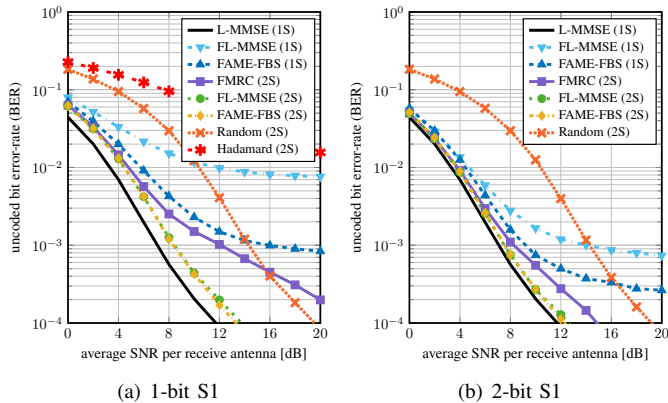 10^0
10^-1
10^-2
10^-3
10^-4
uncoded bit error-rate (BER)
L-MMSE (1S)
FL-MMSE (1S)
FAME-FBS (1S)
FMRC (2S)
FL-MMSE (2S)
FAME-FBS (2S)
Random (2S)
Hadamard (2S)
0 4 8 12 16 20
average SNR per receive antenna [dB]
(a) 1-bit S1
10^0
10^-1
10^-2
10^-3
10^-4
uncoded bit error-rate (BER)
L-MMSE (1S)
FL-MMSE (1S)
FAME-FBS (1S)
FMRC (2S)
FL-MMSE (2S)
FAME-FBS (2S)
Random (2S)
0 4 8 12 16 20
average SNR per receive antenna [dB]
(b) 2-bit S1